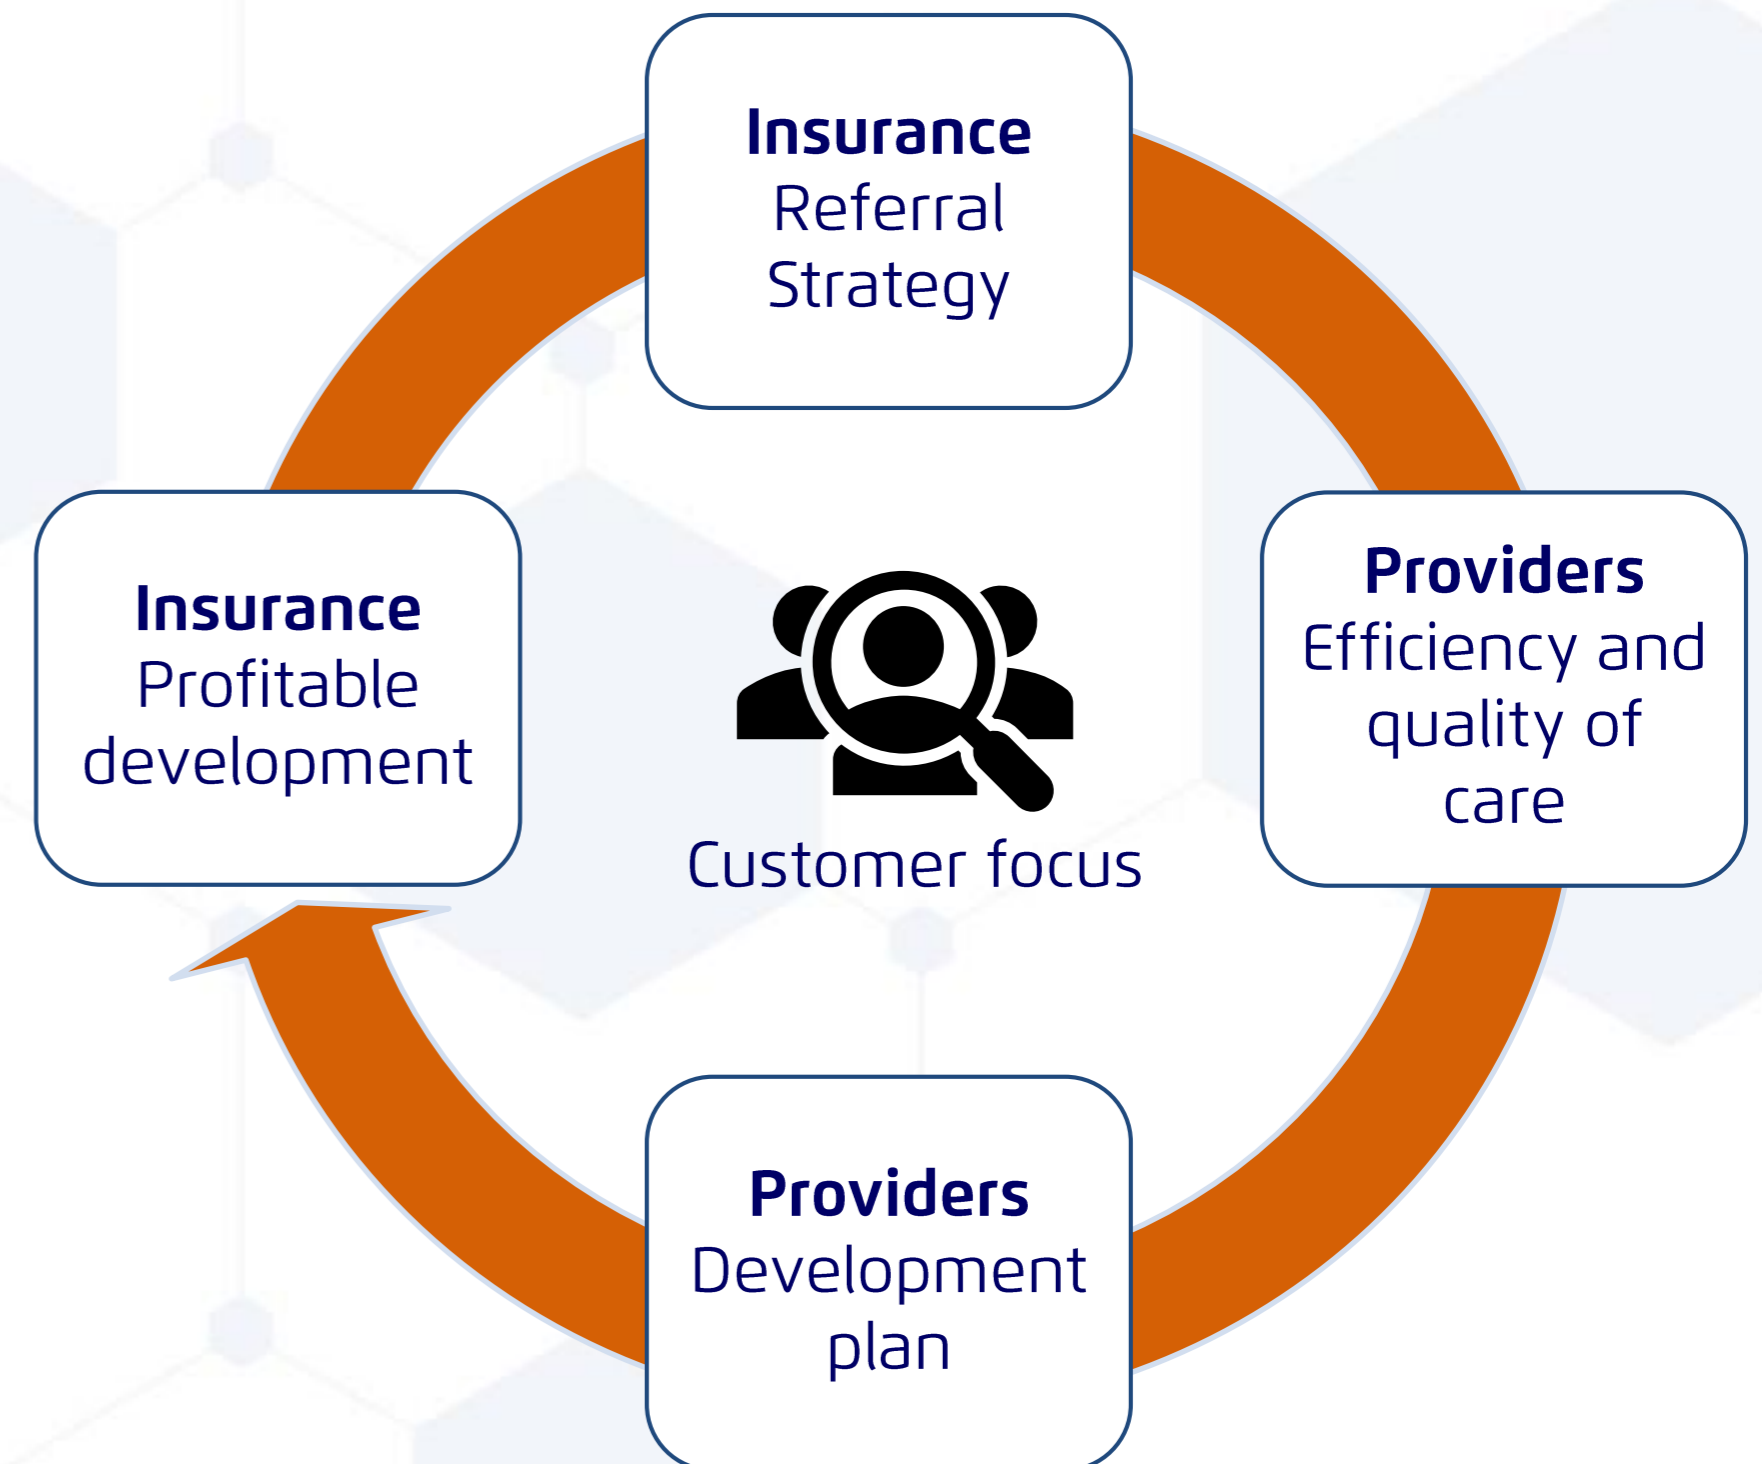 Insurance
Referral
Strategy
Insurance
Profitable
development
Providers
Efficiency and
quality of
care
Customer focus
Providers
Development
plan